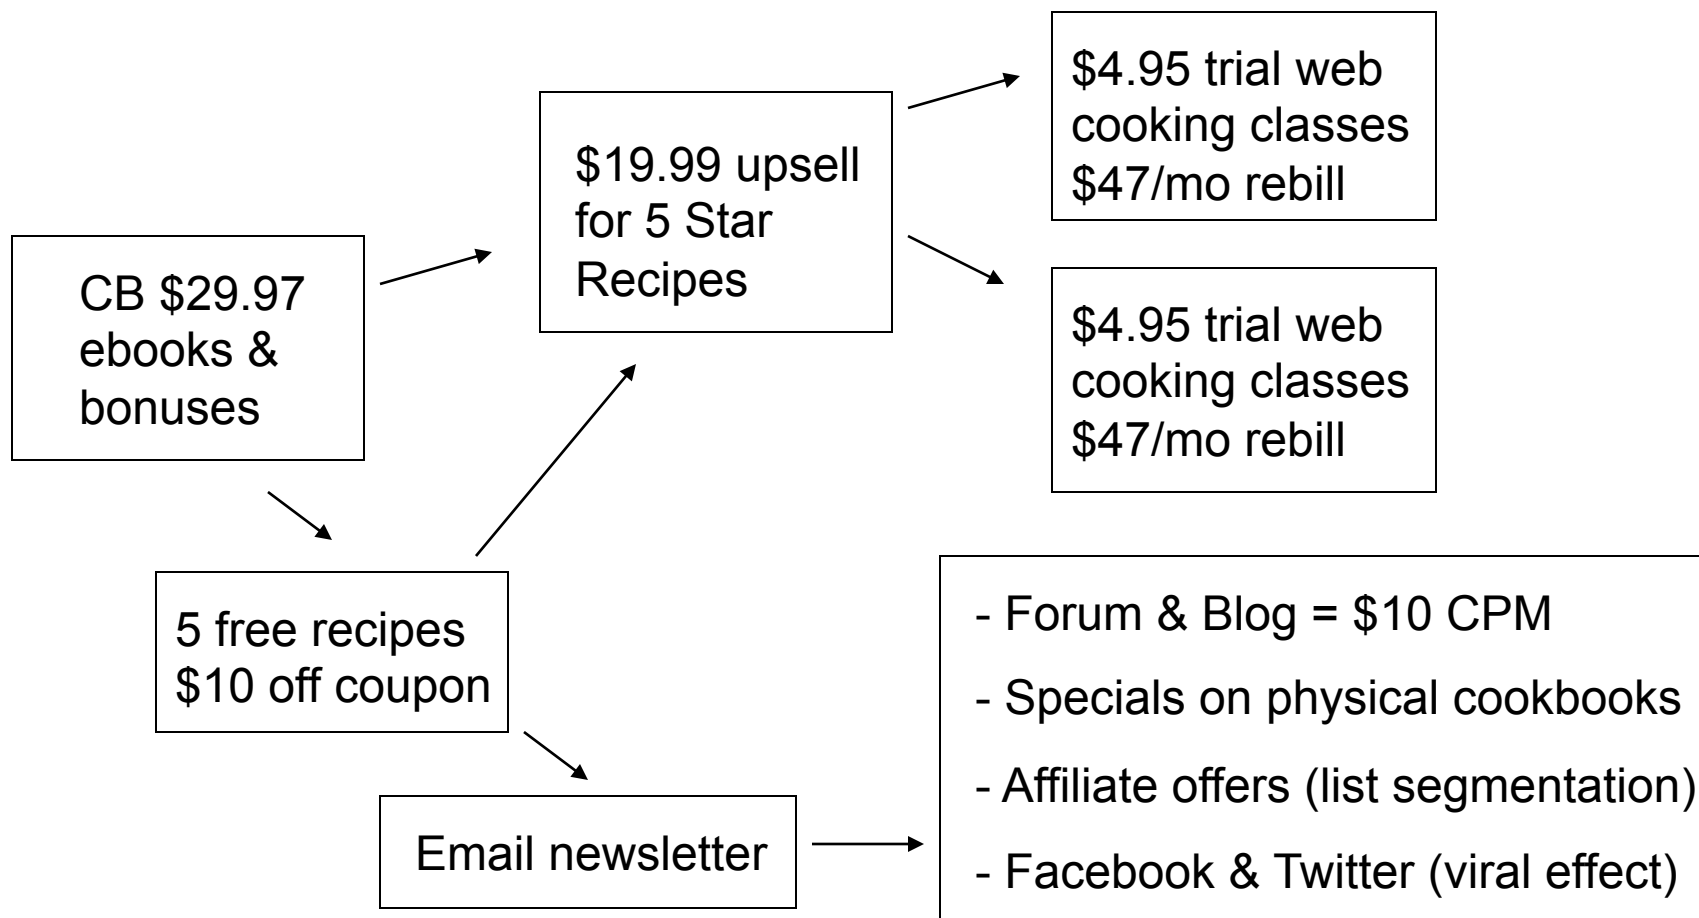 CB $29.97
ebooks &
bonuses
$19.99 upsell
for 5 Star
Recipes
$4.95 trial web
cooking classes
$47/mo rebill
$4.95 trial web
cooking classes
$47/mo rebill
5 free recipes
$10 off coupon
Email newsletter
- Forum & Blog = $10 CPM
- Specials on physical cookbooks
- Affiliate offers (list segmentation)
- Facebook & Twitter (viral effect)